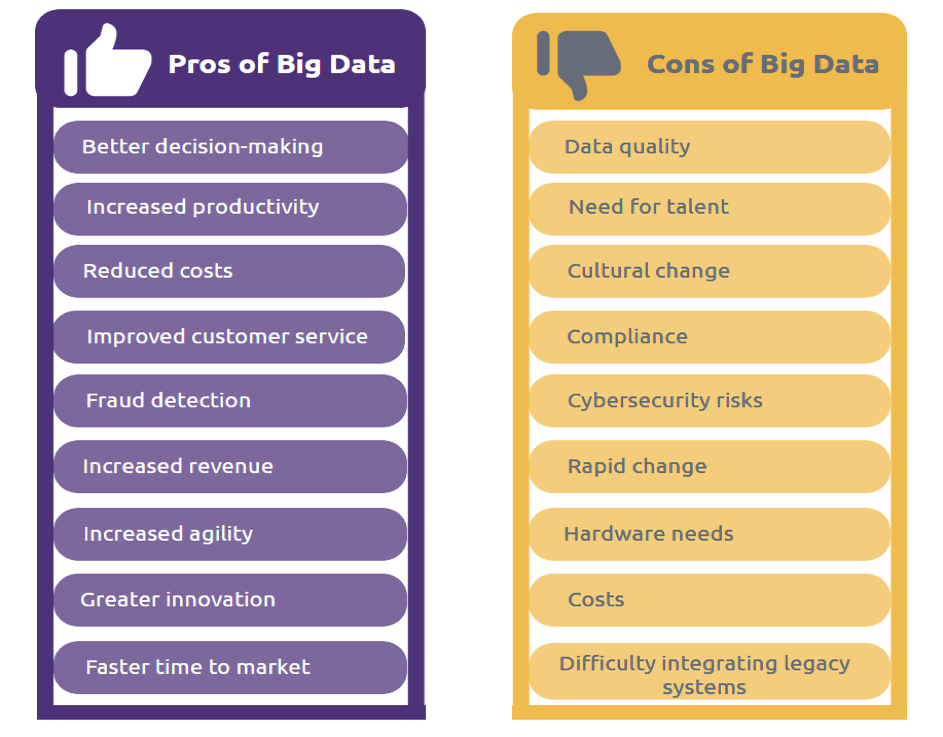 Pros of Big Data
Better decision-making
Increased productivity
Reduced costs
Improved customer service
Fraud detection
Increased revenue
Increased agility
Greater innovation
Faster time to market
Cons of Big Data
Data quality
Need for talent
Cultural change
Compliance
Cybersecurity risks
Rapid change
Hardware needs
Costs
Difficulty integrating legacy
systems